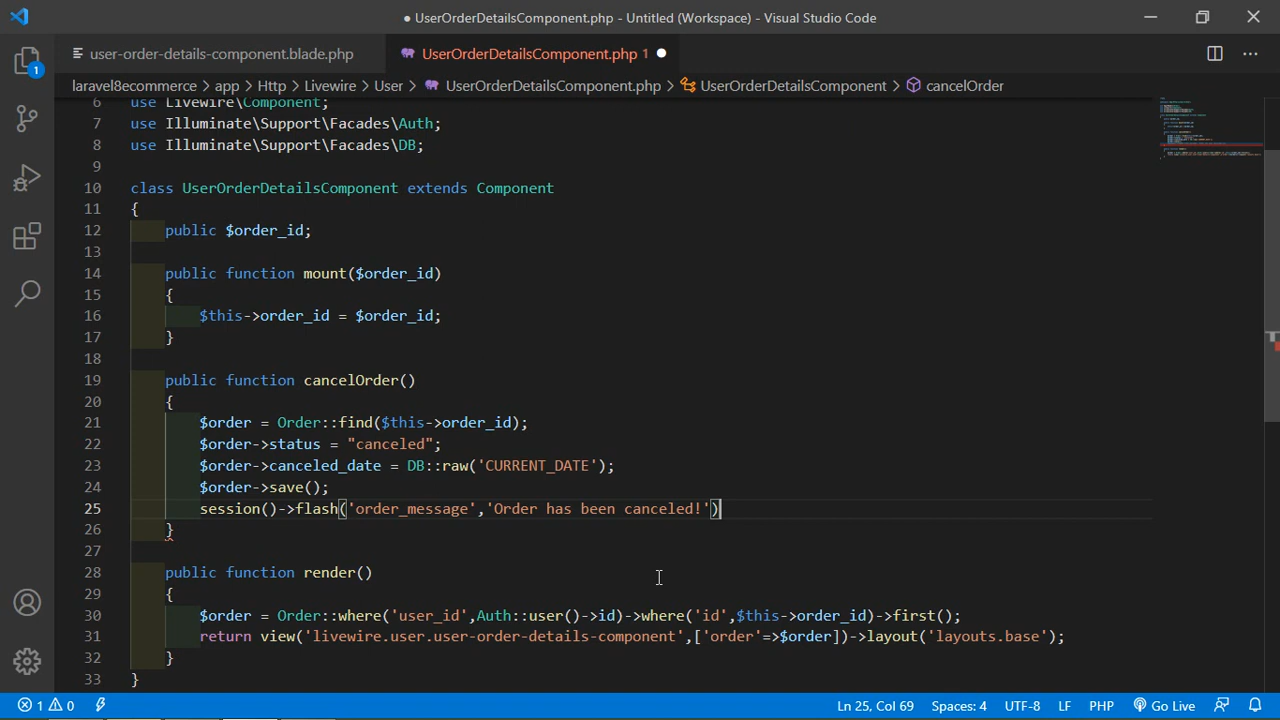 ● UserOrderDetailsComponent.php - Untitled (Workspace) - Visual Studio Code
user-order-details-component.blade.php
UserOrderDetailsComponent.php 1 ●
1
laravel8ecommerce > app > Http > Livewire > User > UserOrderDetailsComponent.php > UserOrderDetailsComponent > cancelOrder
6 use Livewire\Component;
7 use Illuminate\Support\Facades\Auth;
8 use Illuminate\Support\Facades\DB;
9
10 class UserOrderDetailsComponent extends Component
11 {
12     public $order_id;
13
14     public function mount($order_id)
15     {
16         $this->order_id = $order_id;
17     }
18
19     public function cancelOrder()
20     {
21         $order = Order::find($this->order_id);
22         $order->status = "canceled";
23         $order->canceled_date = DB::raw('CURRENT_DATE');
24         $order->save();
25         session()->flash('order_message','Order has been canceled!')
26     }
27
28     public function render()
29     {
30         $order = Order::where('user_id',Auth::user()->id)->where('id',$this->order_id)->first();
31         return view('livewire.user.user-order-details-component',['order'=>$order])->layout('layouts.base');
32     }
33 }
1 0 Ln 25, Col 69 Spaces: 4 UTF-8 LF PHP Go Live